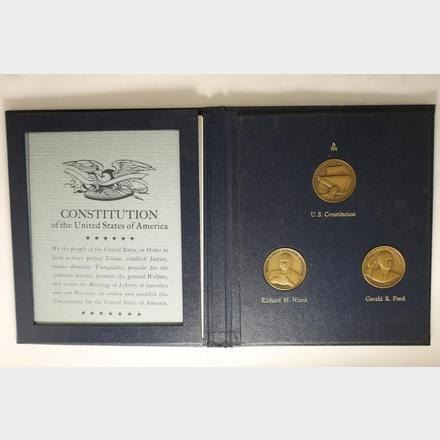 CONSTITUTION
of the United States of America
We the people of the United States, in Order to
form a more perfect Union, establish Justice,
insure domestic Tranquility, provide for the
common defence, promote the general Welfare,
and secure the Blessings of Liberty to ourselves
and our Posterity, do ordain and establish this
Constitution for the United States of America.
U.S. Constitution
Richard M. Nixon
Gerald R. Ford